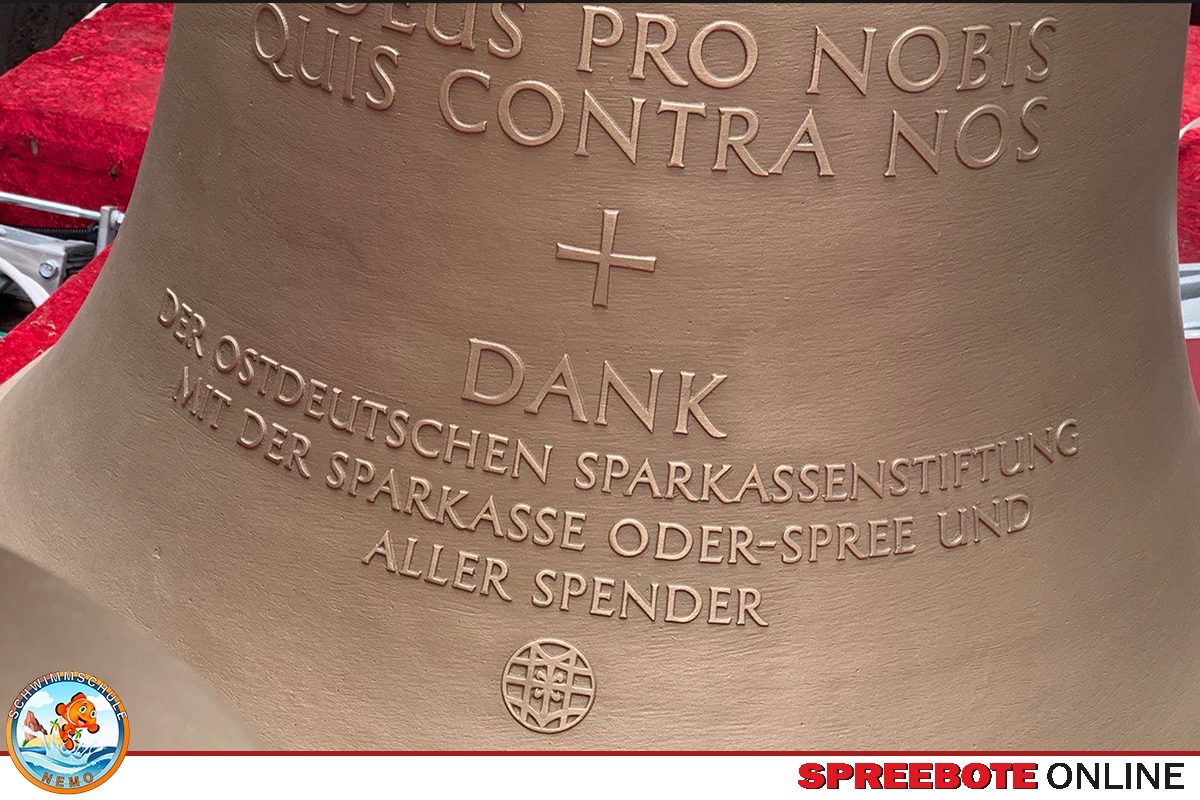 DEUS PRO NOBIS
QUIS CONTRA NOS
DANK
DER OSTDEUTSCHEN SPARKASSENSTIFTUNG
MIT DER SPARKASSE ODER-SPREE UND
ALLER SPENDER
SCHWIMMSCHULE
NEMO
SPREEBOTE ONLINE